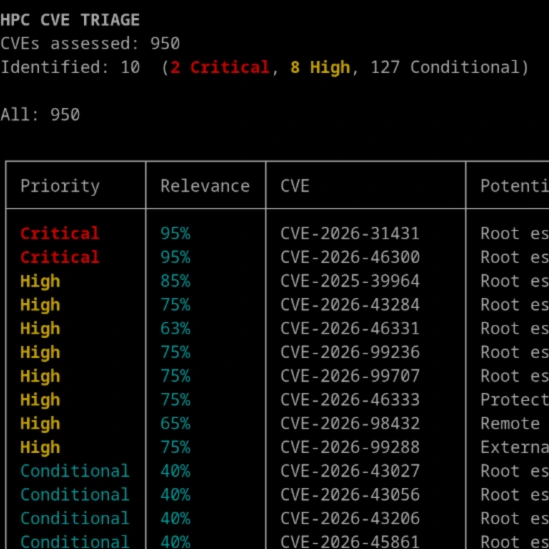 HPC CVE TRIAGE
CVEs assessed: 950
Identified: 10 (2 Critical, 8 High, 127 Conditional)
All: 950
Priority Relevance CVE Potenti
Critical 95% CVE-2026-31431 Root es
Critical 95% CVE-2026-46300 Root es
High 85% CVE-2025-39964 Root es
High 75% CVE-2026-43284 Root es
High 63% CVE-2026-46331 Root es
High 75% CVE-2026-99236 Root es
High 75% CVE-2026-99707 Root es
High 75% CVE-2026-46333 Protect
High 65% CVE-2026-98432 Remote
High 75% CVE-2026-99288 Externa
Conditional 40% CVE-2026-43027 Root es
Conditional 40% CVE-2026-43056 Root es
Conditional 40% CVE-2026-43206 Root es
Conditional 40% CVE-2026-45861 Root es